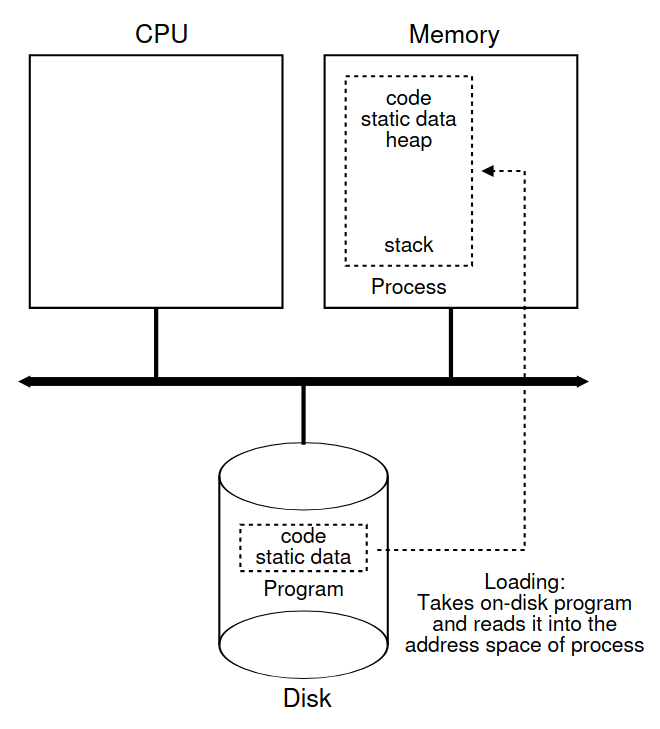 CPU
Memory
code
static data
heap
stack
Process
code
static data
Program
Loading:
Takes on-disk program
and reads it into the
address space of process
Disk